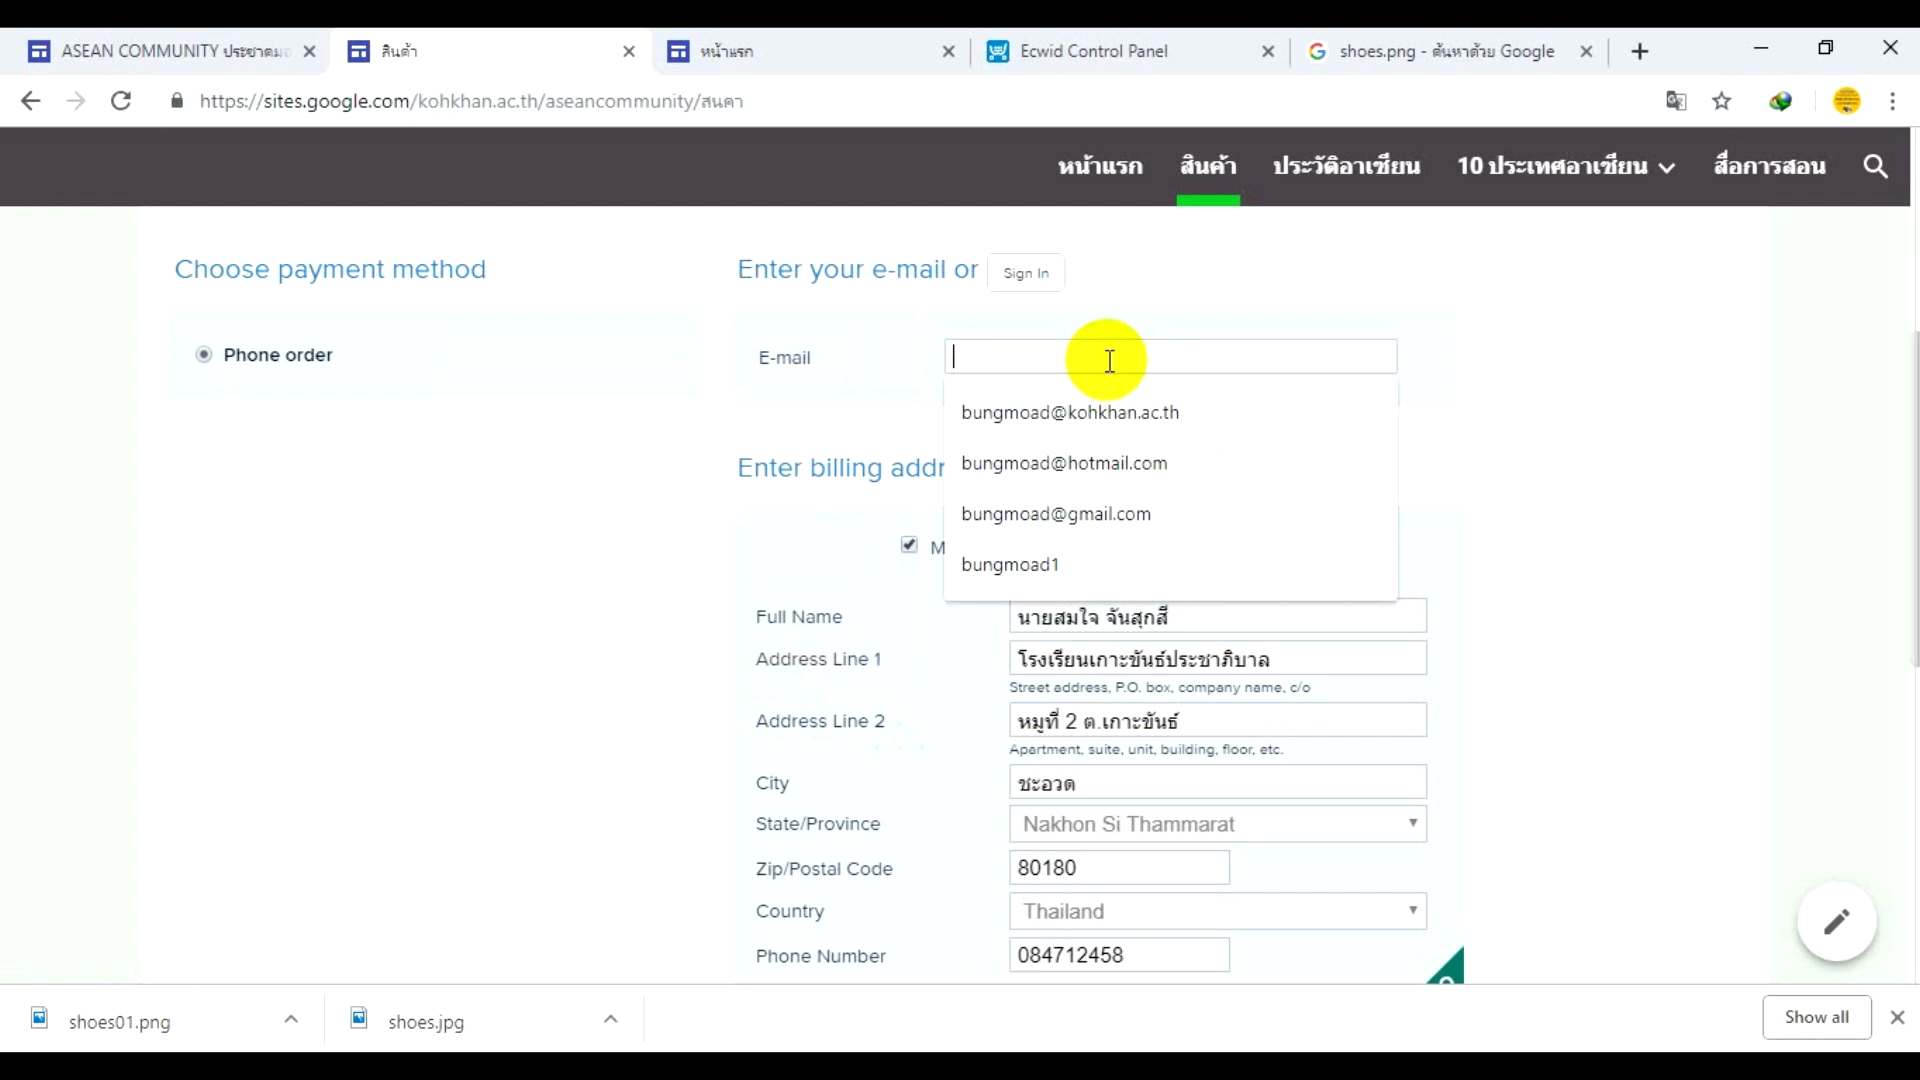 ASEAN COMMUNITY ประชาคมอ
สินค้า
หน้าแรก
Ecwid Control Panel
shoes.png - ค้นหาด้วย Google
https://sites.google.com/kohkhan.ac.th/aseancommunity/สนคา
หน้าแรก
สินค้า
ประวัติอาเซียน
10 ประเทศอาเซียน
สื่อการสอน
Choose payment method
Enter your e-mail or
Sign In
Phone order
E-mail
bungmoad@kohkhan.ac.th
bungmoad@hotmail.com
bungmoad@gmail.com
bungmoad1
Enter billing addr
M
Full Name
นายสมใจ จันสุกสี
Address Line 1
โรงเรียนเกาะขันธ์ประชาภิบาล
Street address, P.O. box, company name, c/o
Address Line 2
หมูที่ 2 ต.เกาะขันธ์
Apartment, suite, unit, building, floor, etc.
City
ชะอวด
State/Province
Nakhon Si Thammarat
Zip/Postal Code
80180
Country
Thailand
Phone Number
084712458
shoes01.png
shoes.jpg
Show all